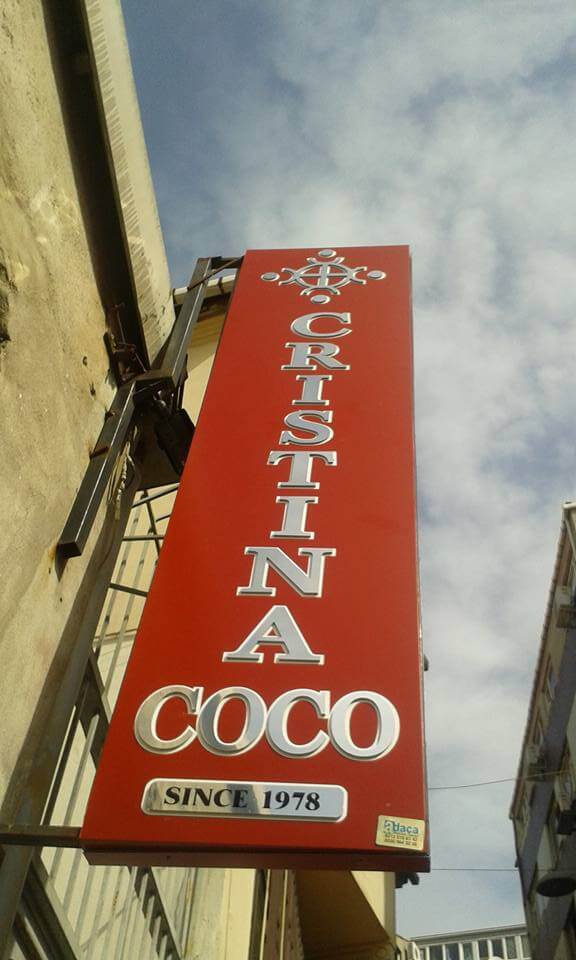 CRISTINA
COCO
SINCE 1978
adaça